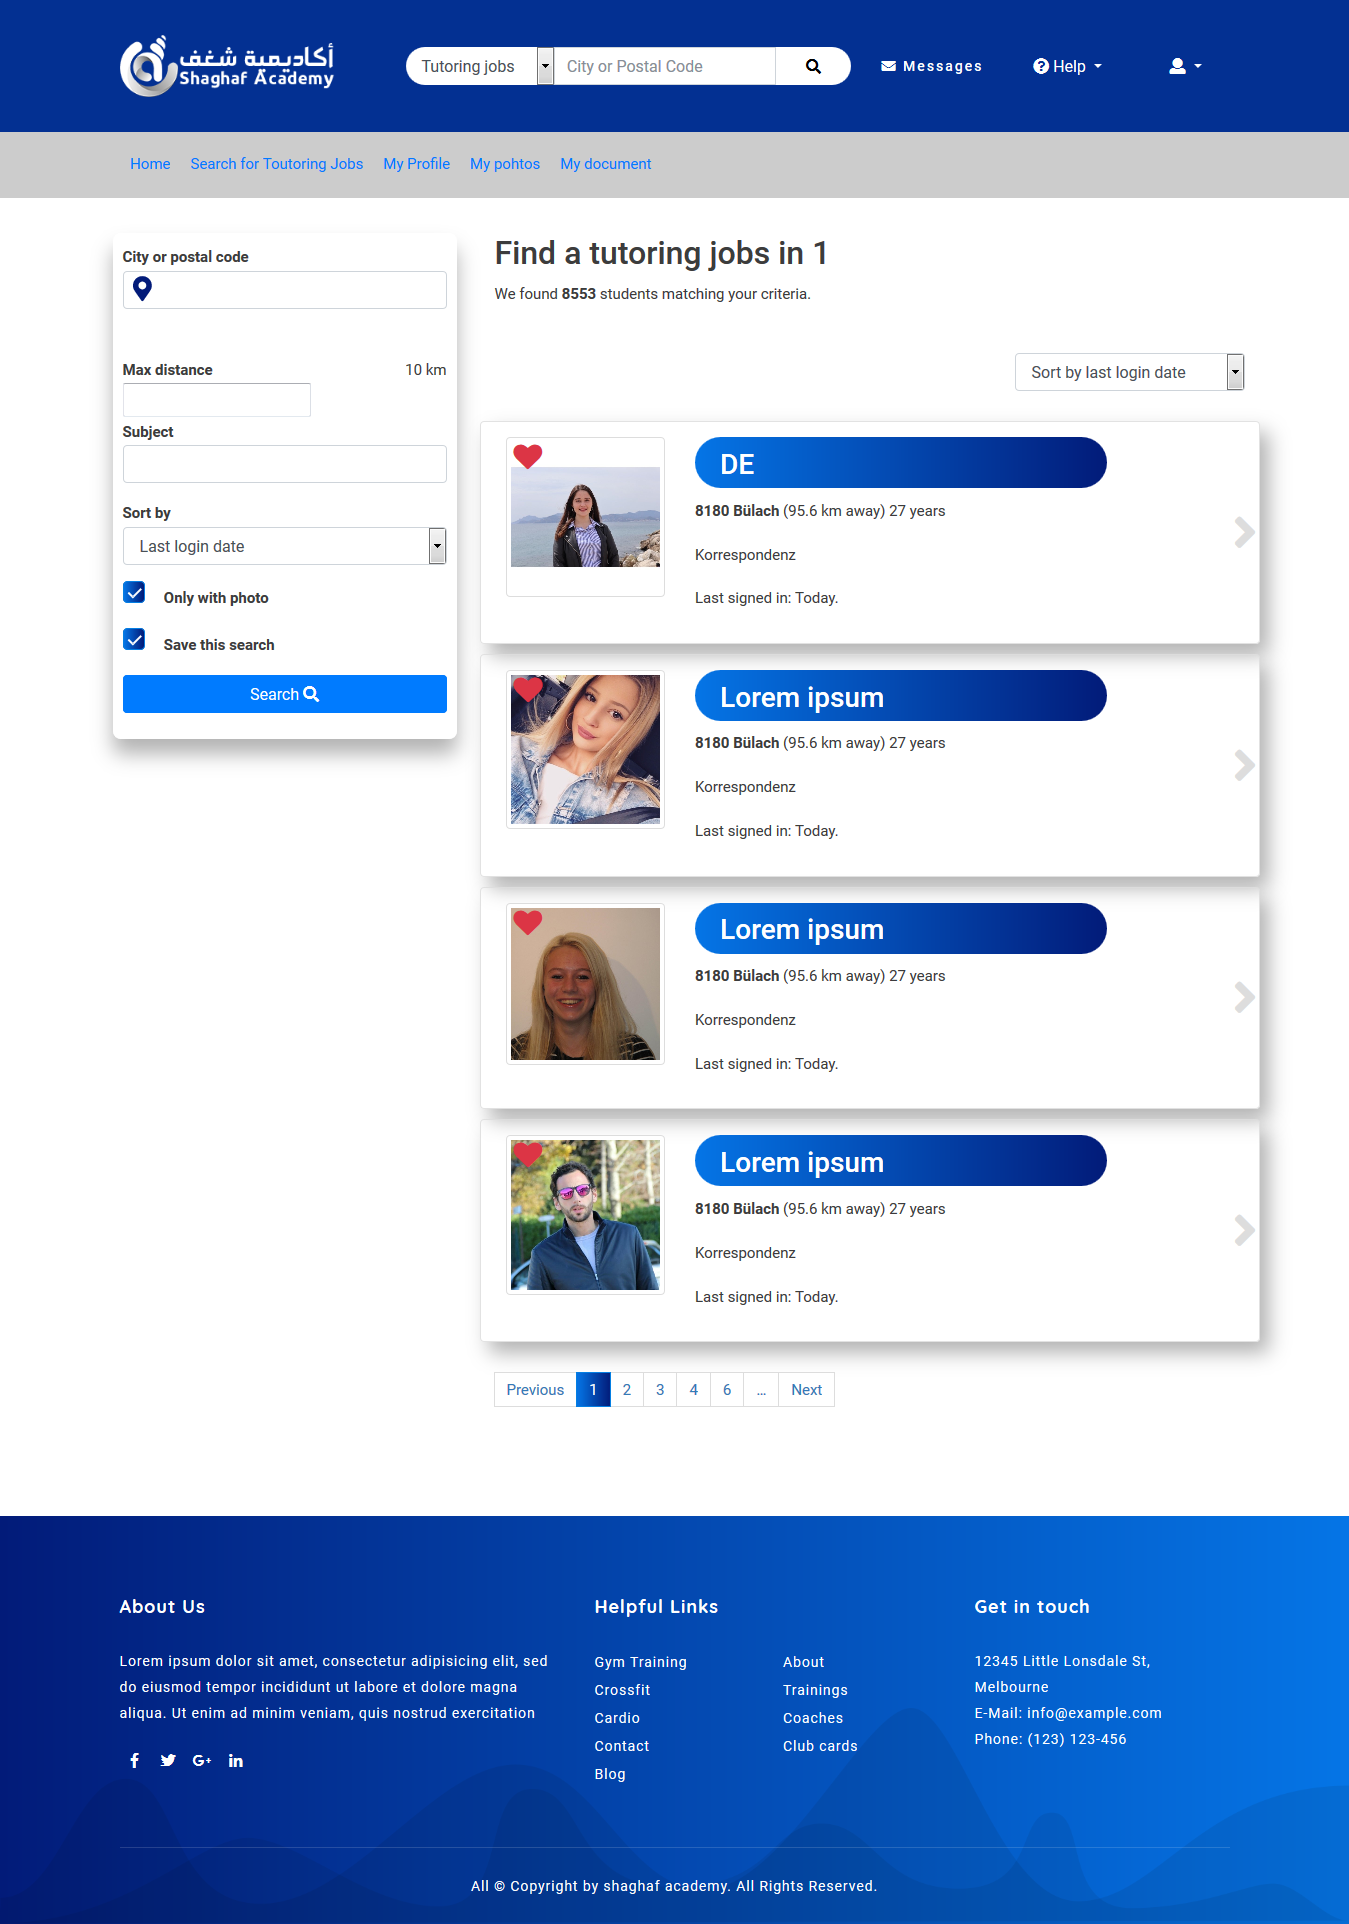 أكاديمية شغف
Shaghaf Academy
Tutoring jobs
City or Postal Code
Messages
Help
Home
Search for Toutoring Jobs
My Profile
My pohtos
My document
City or postal code
Max distance
10 km
Subject
Sort by
Last login date
Only with photo
Save this search
Search
Find a tutoring jobs in 1
We found 8553 students matching your criteria.
Sort by last login date
DE
8180 Bülach (95.6 km away) 27 years
Korrespondenz
Last signed in: Today.
Lorem ipsum
8180 Bülach (95.6 km away) 27 years
Korrespondenz
Last signed in: Today.
Lorem ipsum
8180 Bülach (95.6 km away) 27 years
Korrespondenz
Last signed in: Today.
Lorem ipsum
8180 Bülach (95.6 km away) 27 years
Korrespondenz
Last signed in: Today.
Previous 1 2 3 4 6 ... Next
About Us
Lorem ipsum dolor sit amet, consectetur adipisicing elit, sed
do eiusmod tempor incididunt ut labore et dolore magna
aliqua. Ut enim ad minim veniam, quis nostrud exercitation
Helpful Links
Gym Training
Crossfit
Cardio
Contact
Blog
About
Trainings
Coaches
Club cards
Get in touch
12345 Little Lonsdale St,
Melbourne
E-Mail: info@example.com
Phone: (123) 123-456
All © Copyright by shaghaf academy. All Rights Reserved.